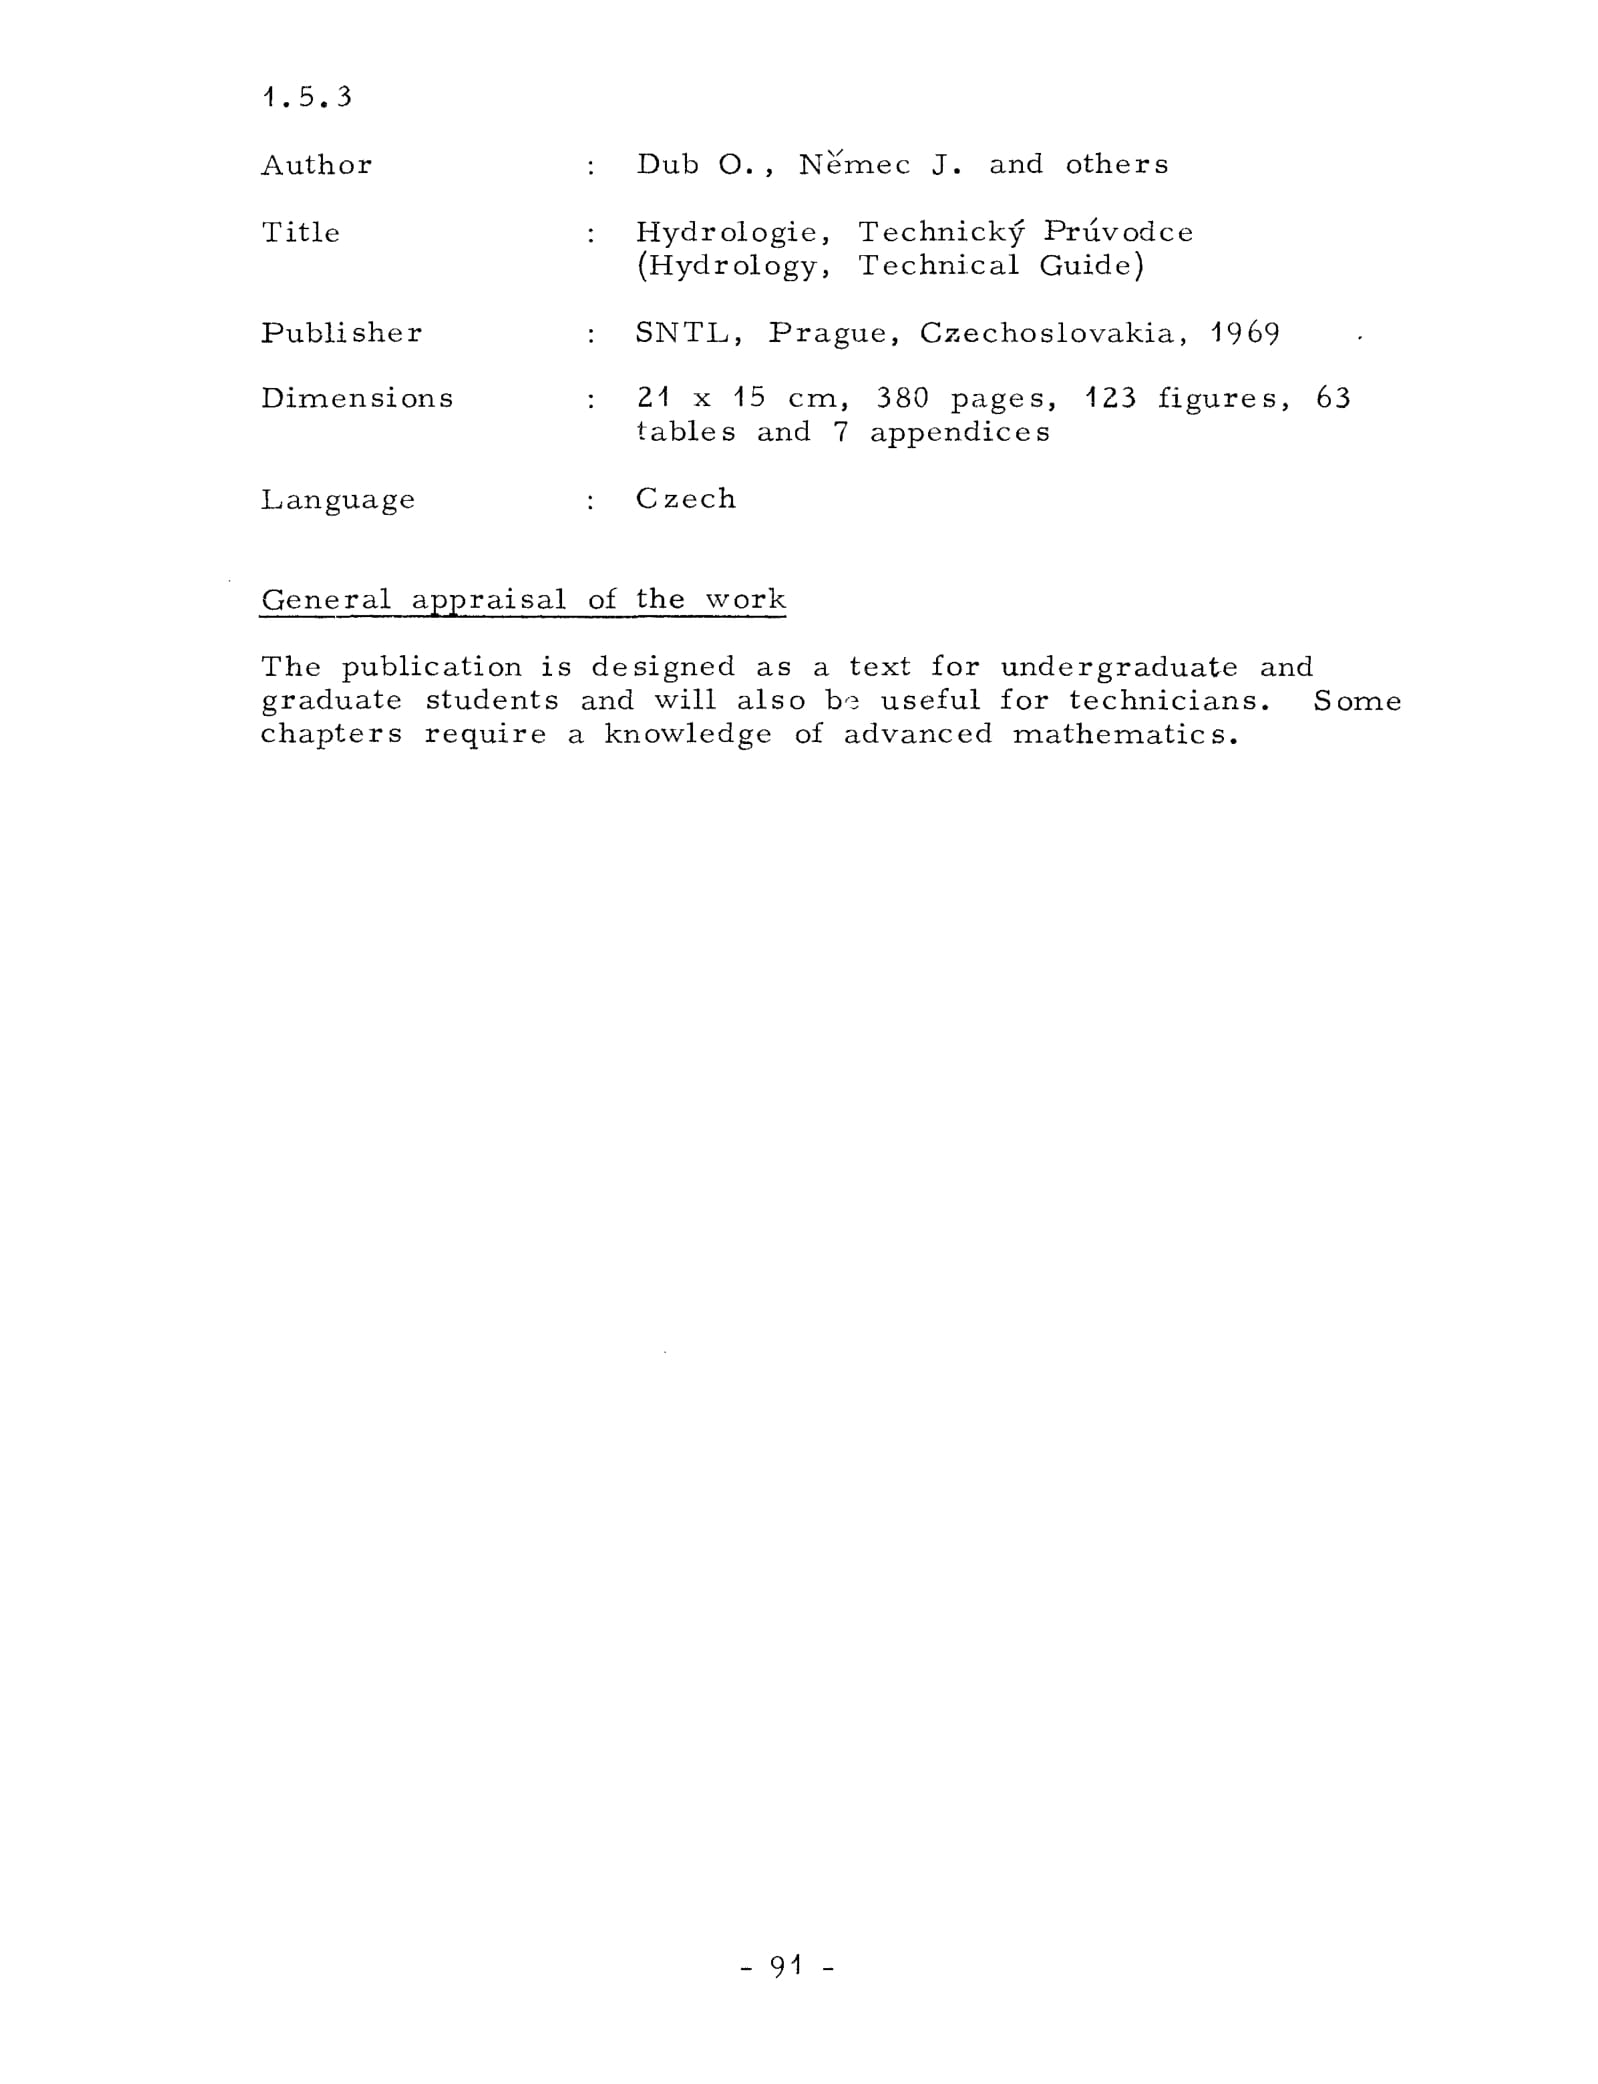 1.5.3
Author : Dub O., Němec J. and others
Title : Hydrologie, Technický Prúvodce
(Hydrology, Technical Guide)
Publisher : SNTL, Prague, Czechoslovakia, 1969
Dimensions : 21 x 15 cm, 380 pages, 123 figures, 63
tables and 7 appendices
Language : Czech
General appraisal of the work
The publication is designed as a text for undergraduate and
graduate students and will also be useful for technicians. Some
chapters require a knowledge of advanced mathematics.
- 91 -